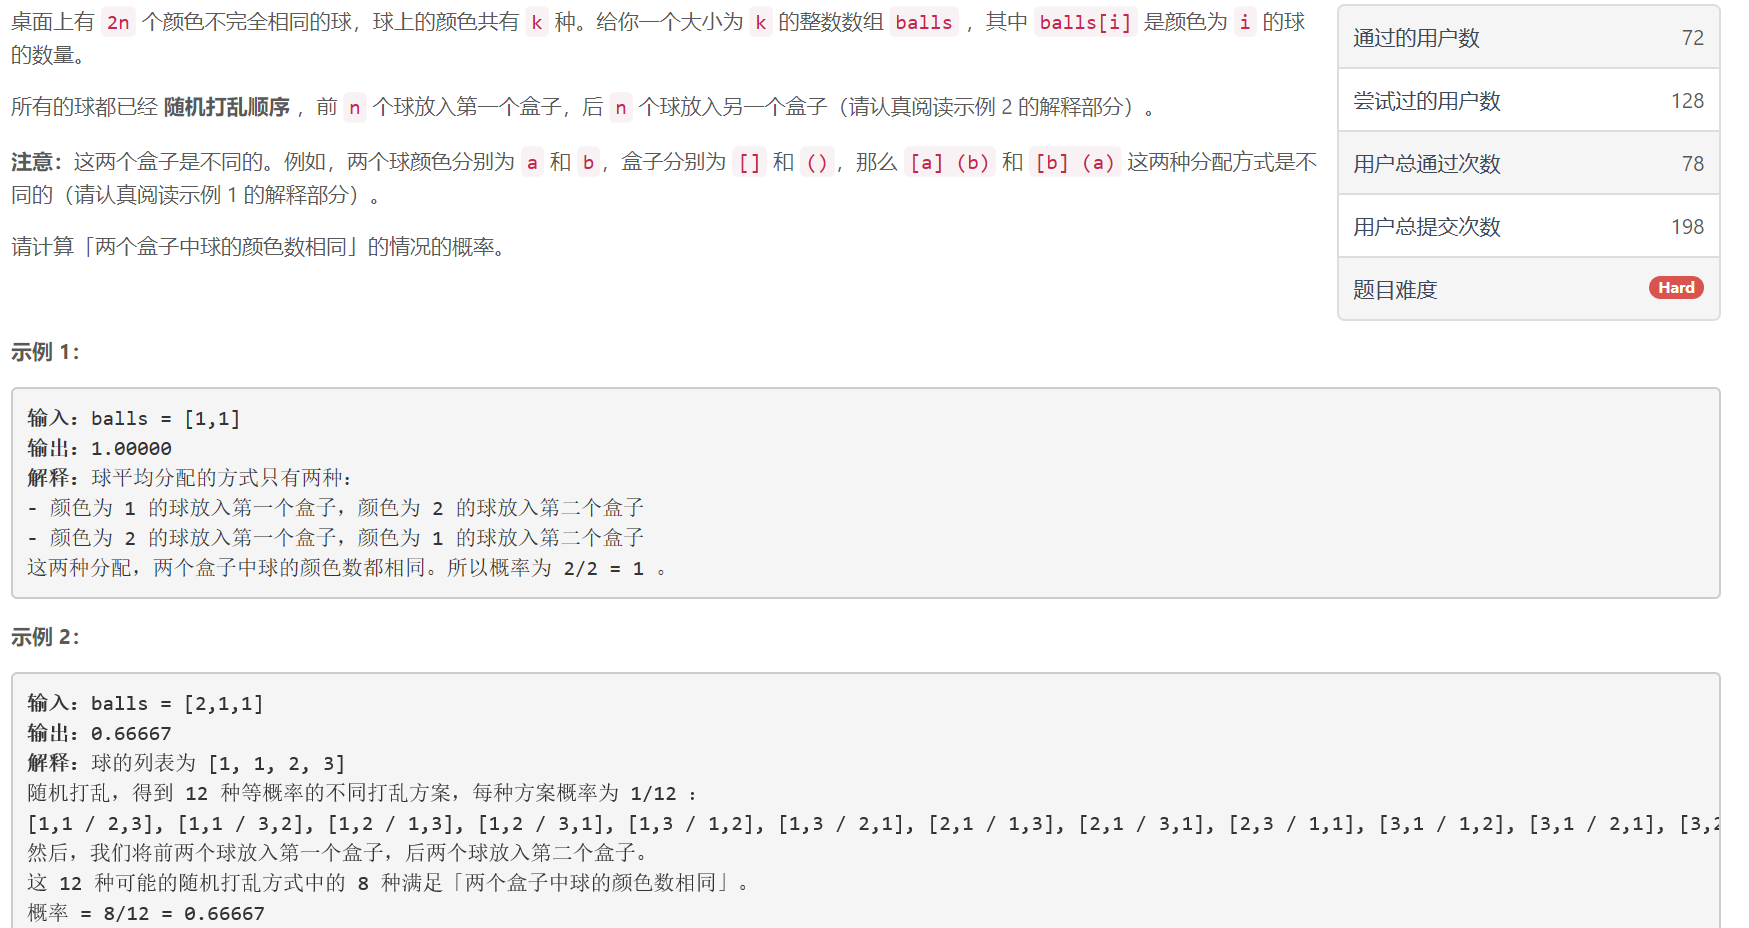 桌面上有 2n 个颜色不完全相同的球，球上的颜色共有 k 种。给你一个大小为 k 的整数数组 balls ，其中 balls[i] 是颜色为 i 的球
的数量。
所有的球都已经 随机打乱顺序 ，前 n 个球放入第一个盒子，后 n 个球放入另一个盒子（请认真阅读示例 2 的解释部分）。
注意：这两个盒子是不同的。例如，两个球颜色分别为 a 和 b，盒子分别为 [] 和 ()，那么 [a] (b) 和 [b] (a) 这两种分配方式是不
同的（请认真阅读示例 1 的解释部分）。
请计算「两个盒子中球的颜色数相同」的情况的概率。
通过的用户数 72
尝试过的用户数 128
用户总通过次数 78
用户总提交次数 198
题目难度 Hard
示例 1：
输入：balls = [1,1]
输出：1.00000
解释：球平均分配的方式只有两种：
- 颜色为 1 的球放入第一个盒子，颜色为 2 的球放入第二个盒子
- 颜色为 2 的球放入第一个盒子，颜色为 1 的球放入第二个盒子
这两种分配，两个盒子中球的颜色数都相同。所以概率为 2/2 = 1 。
示例 2：
输入：balls = [2,1,1]
输出：0.66667
解释：球的列表为 [1, 1, 2, 3]
随机打乱，得到 12 种等概率的不同打乱方案，每种方案概率为 1/12 ：
[1,1 / 2,3], [1,1 / 3,2], [1,2 / 1,3], [1,2 / 3,1], [1,3 / 1,2], [1,3 / 2,1], [2,1 / 1,3], [2,1 / 3,1], [2,3 / 1,1], [3,1 / 1,2], [3,1 / 2,1], [3,2
然后，我们将前两个球放入第一个盒子，后两个球放入第二个盒子。
这 12 种可能的随机打乱方式中的 8 种满足「两个盒子中球的颜色数相同」。
概率 = 8/12 = 0.66667